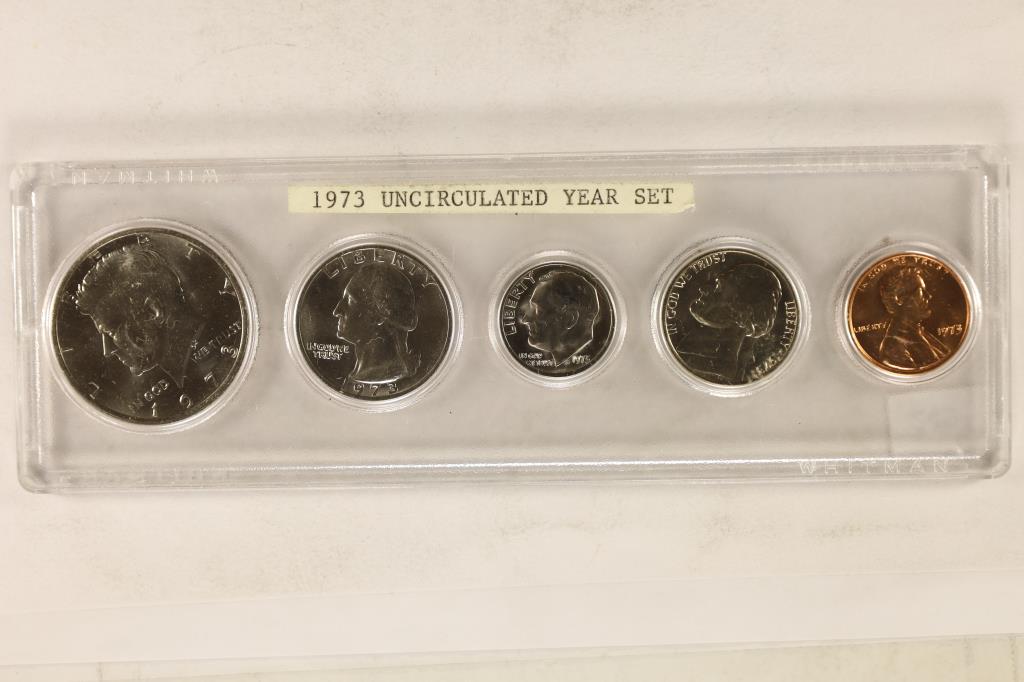 WHITMAN
1973 UNCIRCULATED YEAR SET
LIBERTY
IN GOD
WE TRUST
1973
LIBERTY
IN GOD WE
TRUST
1973
LIBERTY
IN GOD
WE TRUST
1973
IN GOD WE TRUST
LIBERTY
IN GOD WE TRUST
LIBERTY
1973
WHITMAN